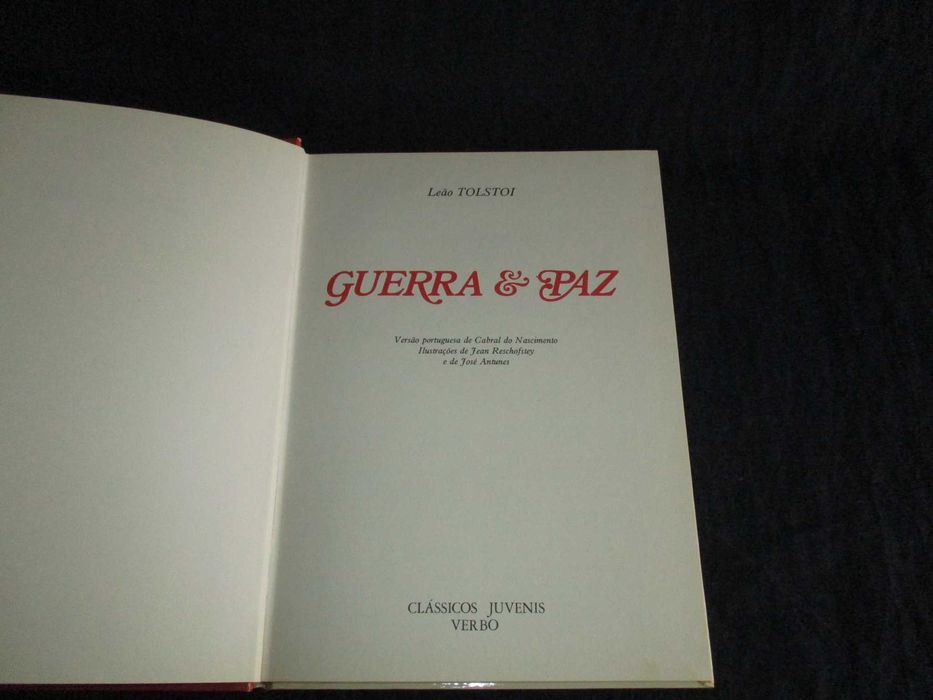 Leão TOLSTOI
GUERRA & PAZ
Versão portuguesa de Cabral do Nascimento
Ilustrações de Jean Reschofstey
e de José Antunes
CLÁSSICOS JUVENIS
VERBO